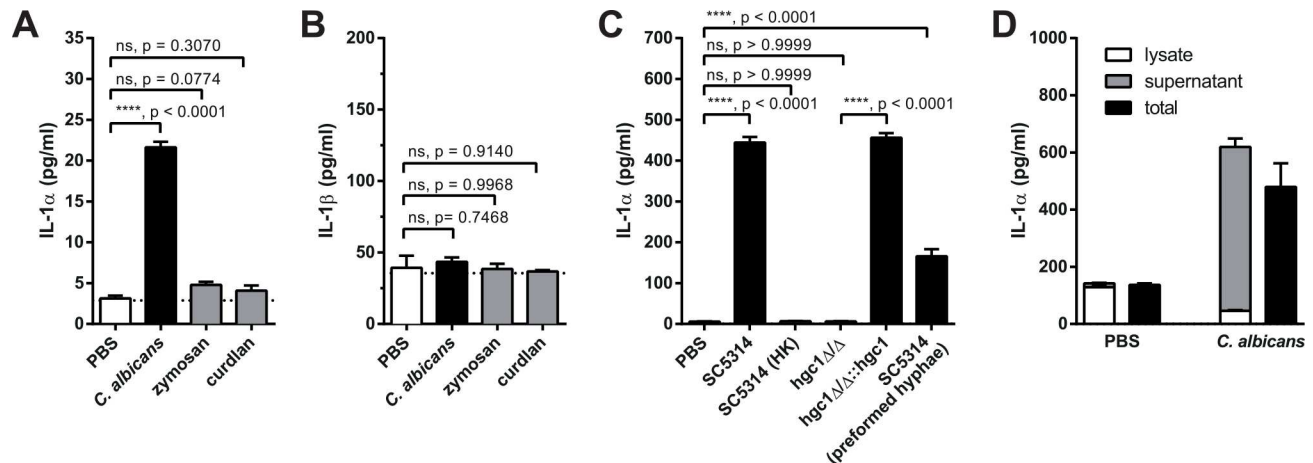 A
35
30
25
20
15
10
5
0
IL-1α (pg/ml)
ns, p = 0.3070
ns, p = 0.0774
****, p < 0.0001
PBS
C. albicans
zymosan
curdlan
B
200
150
100
50
0
IL-1β (pg/ml)
ns, p = 0.9140
ns, p = 0.9968
ns, p= 0.7468
PBS
C. albicans
zymosan
curdlan
C
700
600
500
400
300
200
100
0
IL-1α (pg/ml)
****, p < 0.0001
ns, p > 0.9999
ns, p > 0.9999
****, p < 0.0001
****, p < 0.0001
PBS
SC5314
SC5314 (HK)
hgc1Δ/Δ
hgc1Δ/Δ::hgc1
SC5314
(preformed hyphae)
D
1000
800
600
400
200
0
IL-1α (pg/ml)
lysate
supernatant
total
PBS
C. albicans